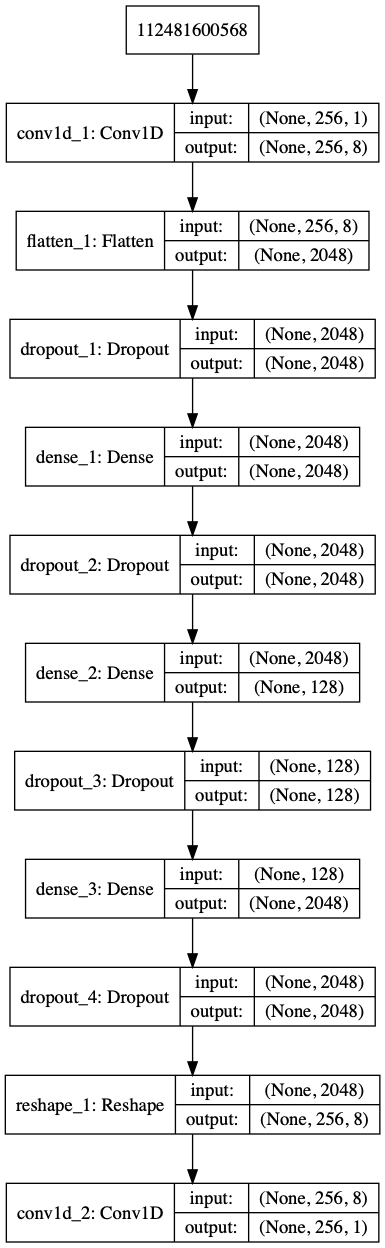 112481600568
conv1d_1: Conv1D
input: (None, 256, 1)
output: (None, 256, 8)
flatten_1: Flatten
input: (None, 256, 8)
output: (None, 2048)
dropout_1: Dropout
input: (None, 2048)
output: (None, 2048)
dense_1: Dense
input: (None, 2048)
output: (None, 2048)
dropout_2: Dropout
input: (None, 2048)
output: (None, 2048)
dense_2: Dense
input: (None, 2048)
output: (None, 128)
dropout_3: Dropout
input: (None, 128)
output: (None, 128)
dense_3: Dense
input: (None, 128)
output: (None, 2048)
dropout_4: Dropout
input: (None, 2048)
output: (None, 2048)
reshape_1: Reshape
input: (None, 2048)
output: (None, 256, 8)
conv1d_2: Conv1D
input: (None, 256, 8)
output: (None, 256, 1)